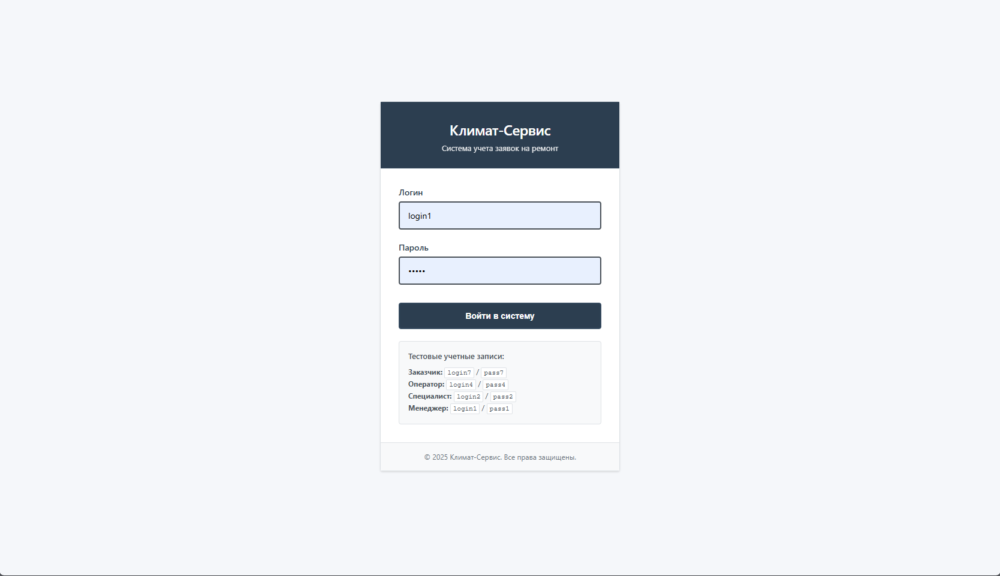 Климат-Сервис
Система учета заявок на ремонт
Логин
login1
Пароль
•••••
Войти в систему
Тестовые учетные записи:
Заказчик: login7 / pass7
Оператор: login4 / pass4
Специалист: login2 / pass2
Менеджер: login1 / pass1
© 2025 Климат-Сервис. Все права защищены.